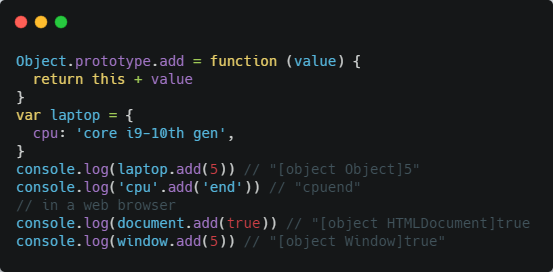 Object.prototype.add = function (value) {
  return this + value
}
var laptop = {
  cpu: 'core i9-10th gen',
}
console.log(laptop.add(5)) // "[object Object]5"
console.log('cpu'.add('end')) // "cpuend"
// in a web browser
console.log(document.add(true)) // "[object HTMLDocument]true
console.log(window.add(5)) // "[object Window]true"